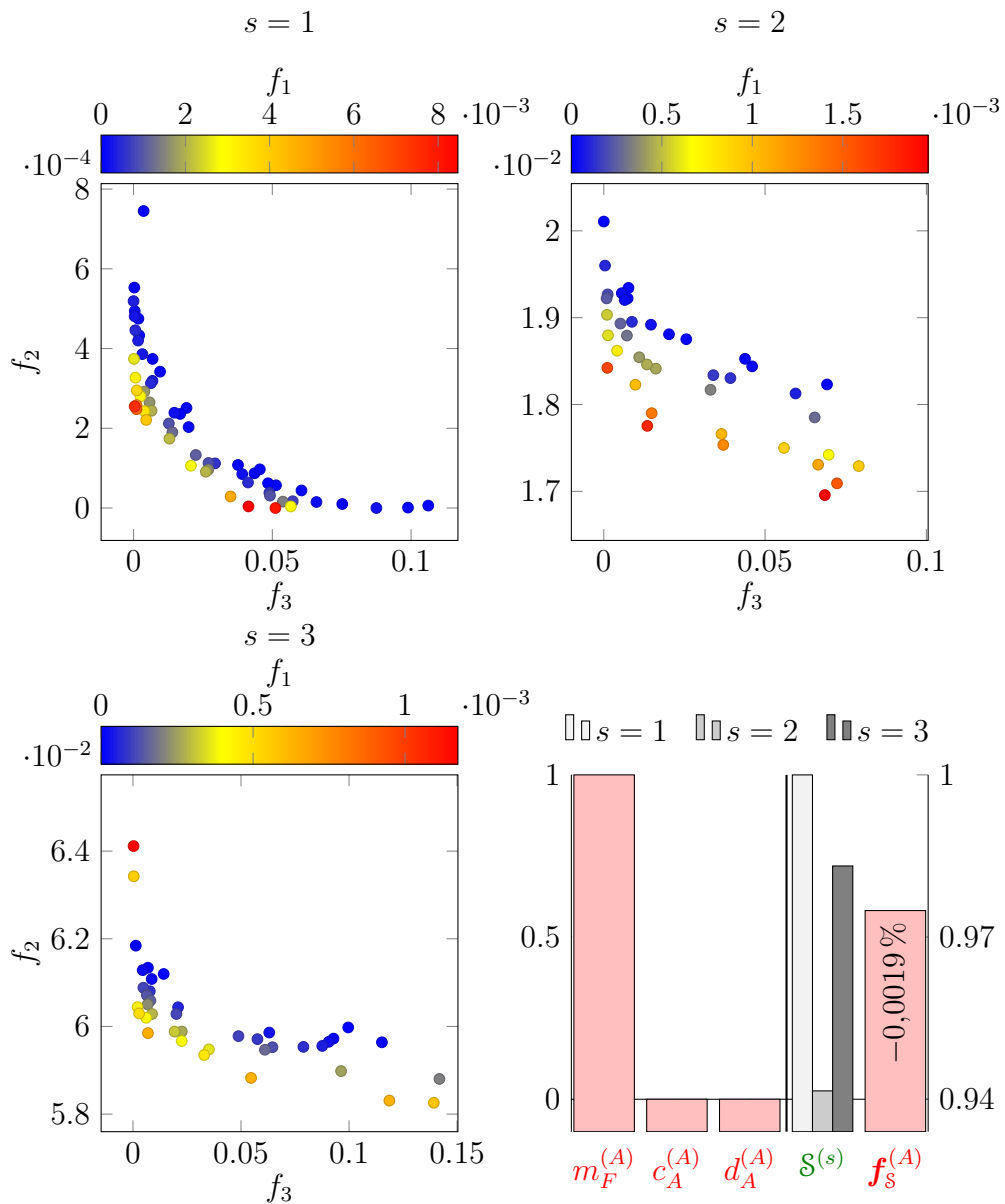 s = 1
f₁
0 2 4 6 8 ·10⁻³
·10⁻⁴
8
6
4
2
0
f₂
0 0.05 0.1
f₃
s = 2
f₁
0 0.5 1 1.5 ·10⁻³
·10⁻²
2
1.9
1.8
1.7
0 0.05 0.1
f₃
s = 3
f₁
0 0.5 1 ·10⁻³
·10⁻²
6.4
6.2
6
5.8
f₂
0 0.05 0.1 0.15
f₃
s = 1 s = 2 s = 3
1
0.5
0
1
0.97
0.94
−0,0019 %
m_F^(A) c_A^(A) d_A^(A) S^(s) f_S^(A)